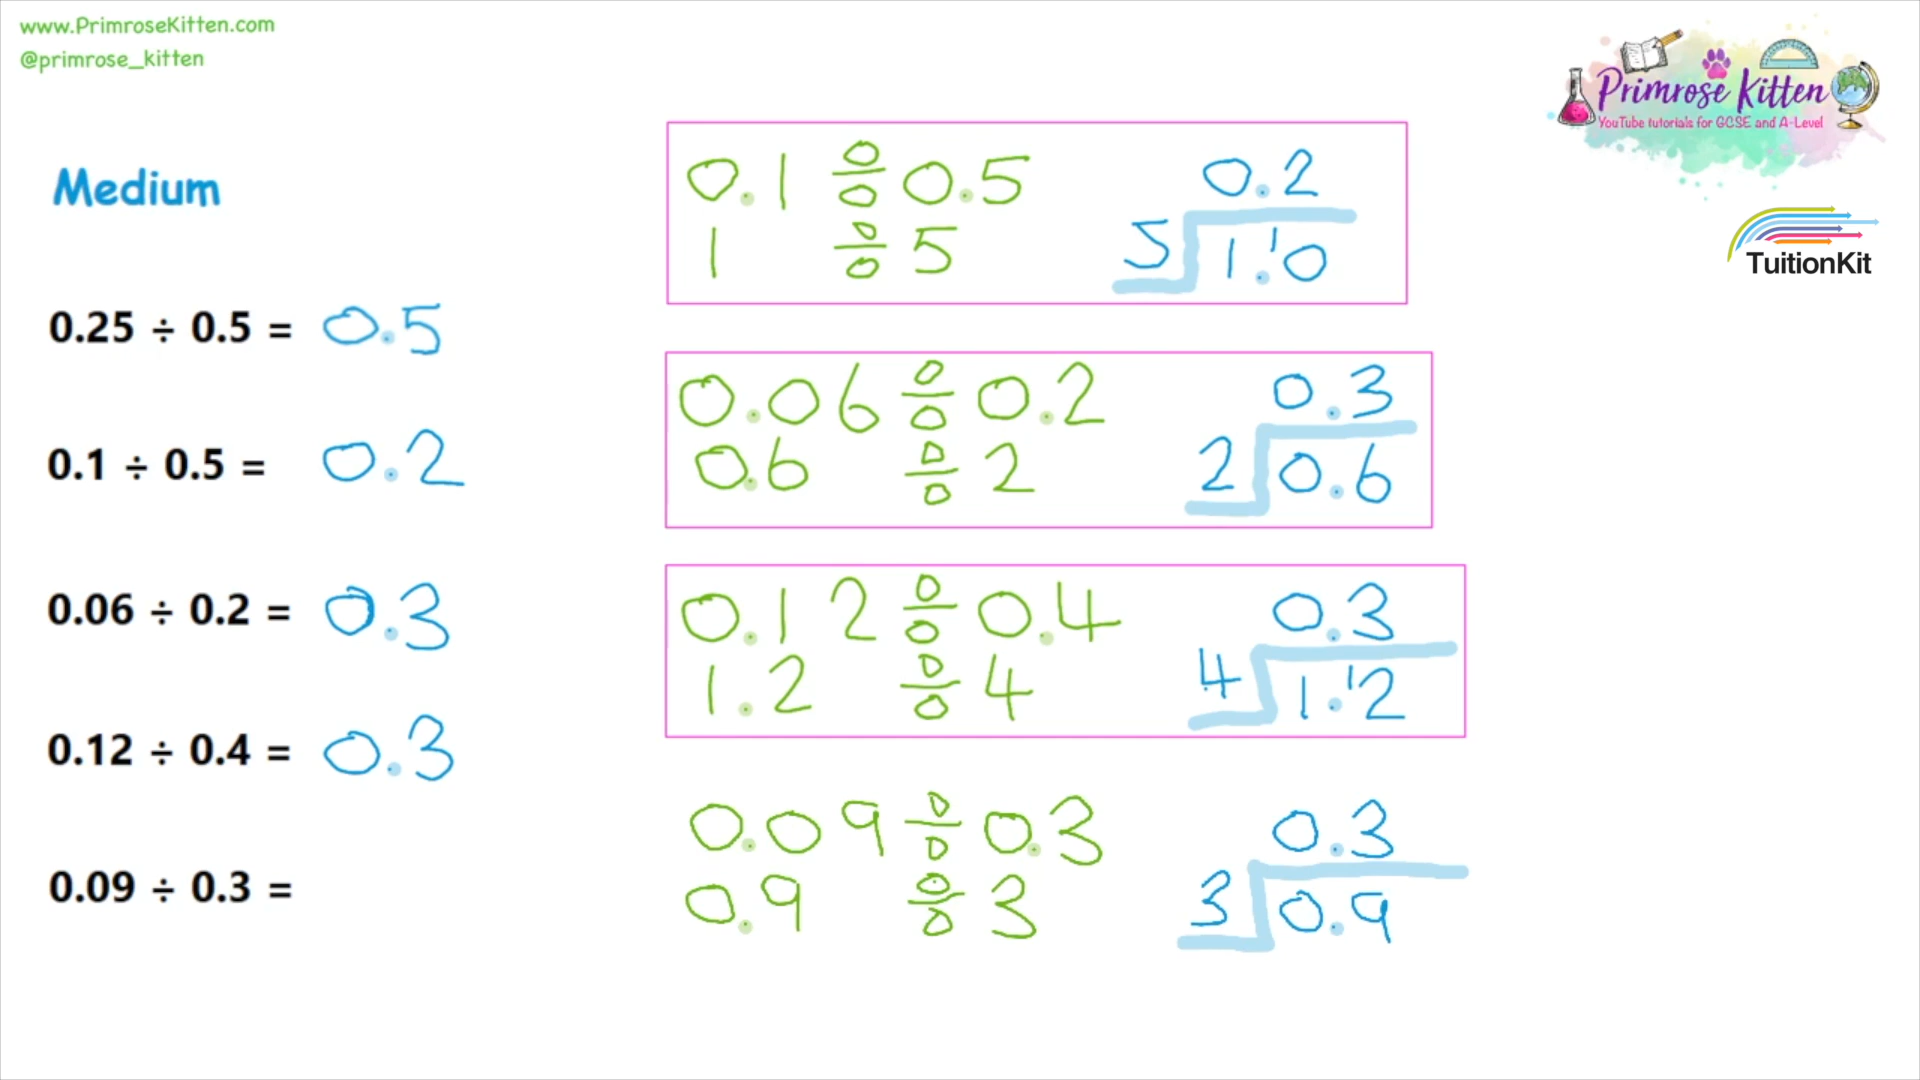 www.PrimroseKitten.com
@primrose_kitten
Primrose Kitten
YouTube tutorials for GCSE and A-Level
TuitionKit
Medium
0.25 ÷ 0.5 = 0.5
0.1 ÷ 0.5 = 0.2
0.06 ÷ 0.2 = 0.3
0.12 ÷ 0.4 = 0.3
0.09 ÷ 0.3 =
0.1 ÷ 0.5
1 ÷ 5
0.2
5 1.10
0.06 ÷ 0.2
0.6 ÷ 2
0.3
2 0.6
0.12 ÷ 0.4
1.2 ÷ 4
0.3
4 1.12
0.09 ÷ 0.3
0.9 ÷ 3
0.3
3 0.9